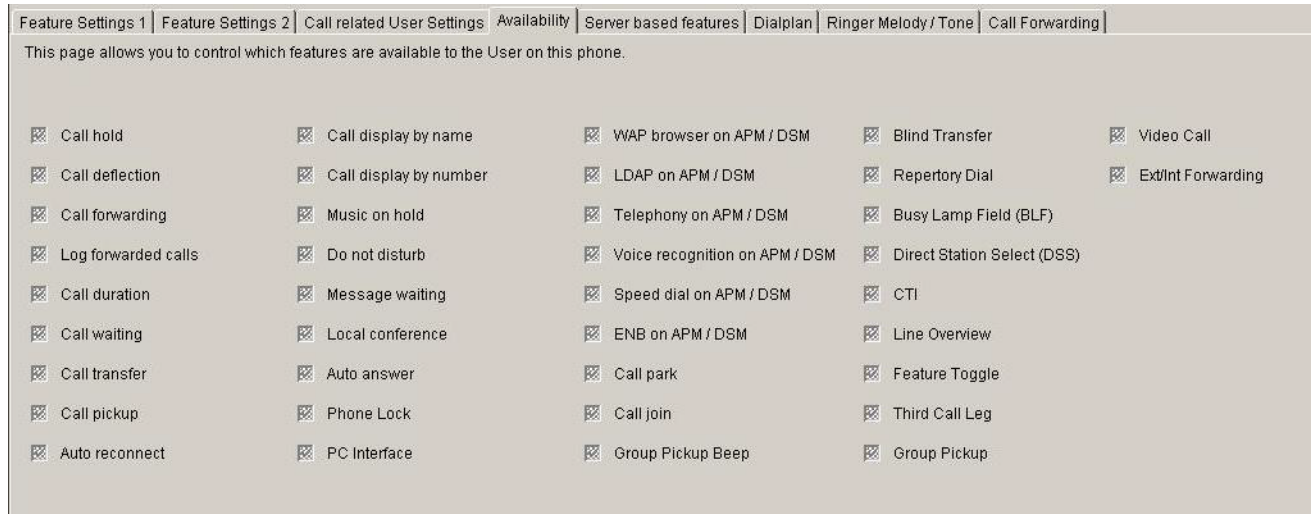 Feature Settings 1 Feature Settings 2 Call related User Settings Availability Server based features Dialplan Ringer Melody / Tone Call Forwarding
This page allows you to control which features are available to the User on this phone.
Call hold Call display by name WAP browser on APM / DSM Blind Transfer Video Call
Call deflection Call display by number LDAP on APM / DSM Repertory Dial Ext/Int Forwarding
Call forwarding Music on hold Telephony on APM / DSM Busy Lamp Field (BLF)
Log forwarded calls Do not disturb Voice recognition on APM / DSM Direct Station Select (DSS)
Call duration Message waiting Speed dial on APM / DSM CTI
Call waiting Local conference ENB on APM / DSM Line Overview
Call transfer Auto answer Call park Feature Toggle
Call pickup Phone Lock Call join Third Call Leg
Auto reconnect PC Interface Group Pickup Beep Group Pickup